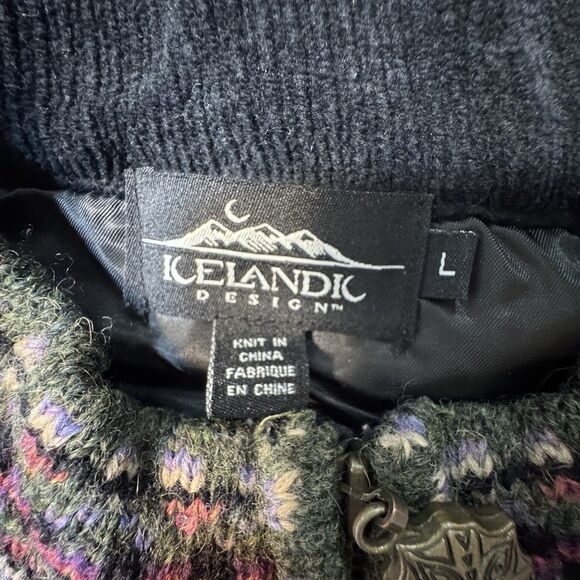 ICELANDIC
DESIGN™
L
KNIT IN
CHINA
FABRIQUE
EN CHINE